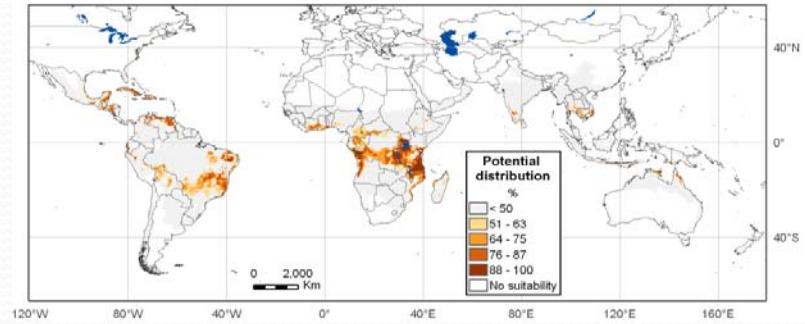 40°N
0°
40°S
Potential
distribution
%
< 50
51 - 63
64 - 75
76 - 87
88 - 100
No suitability
0 2,000
Km
120°W 80°W 40°W 0° 40°E 80°E 120°E 160°E